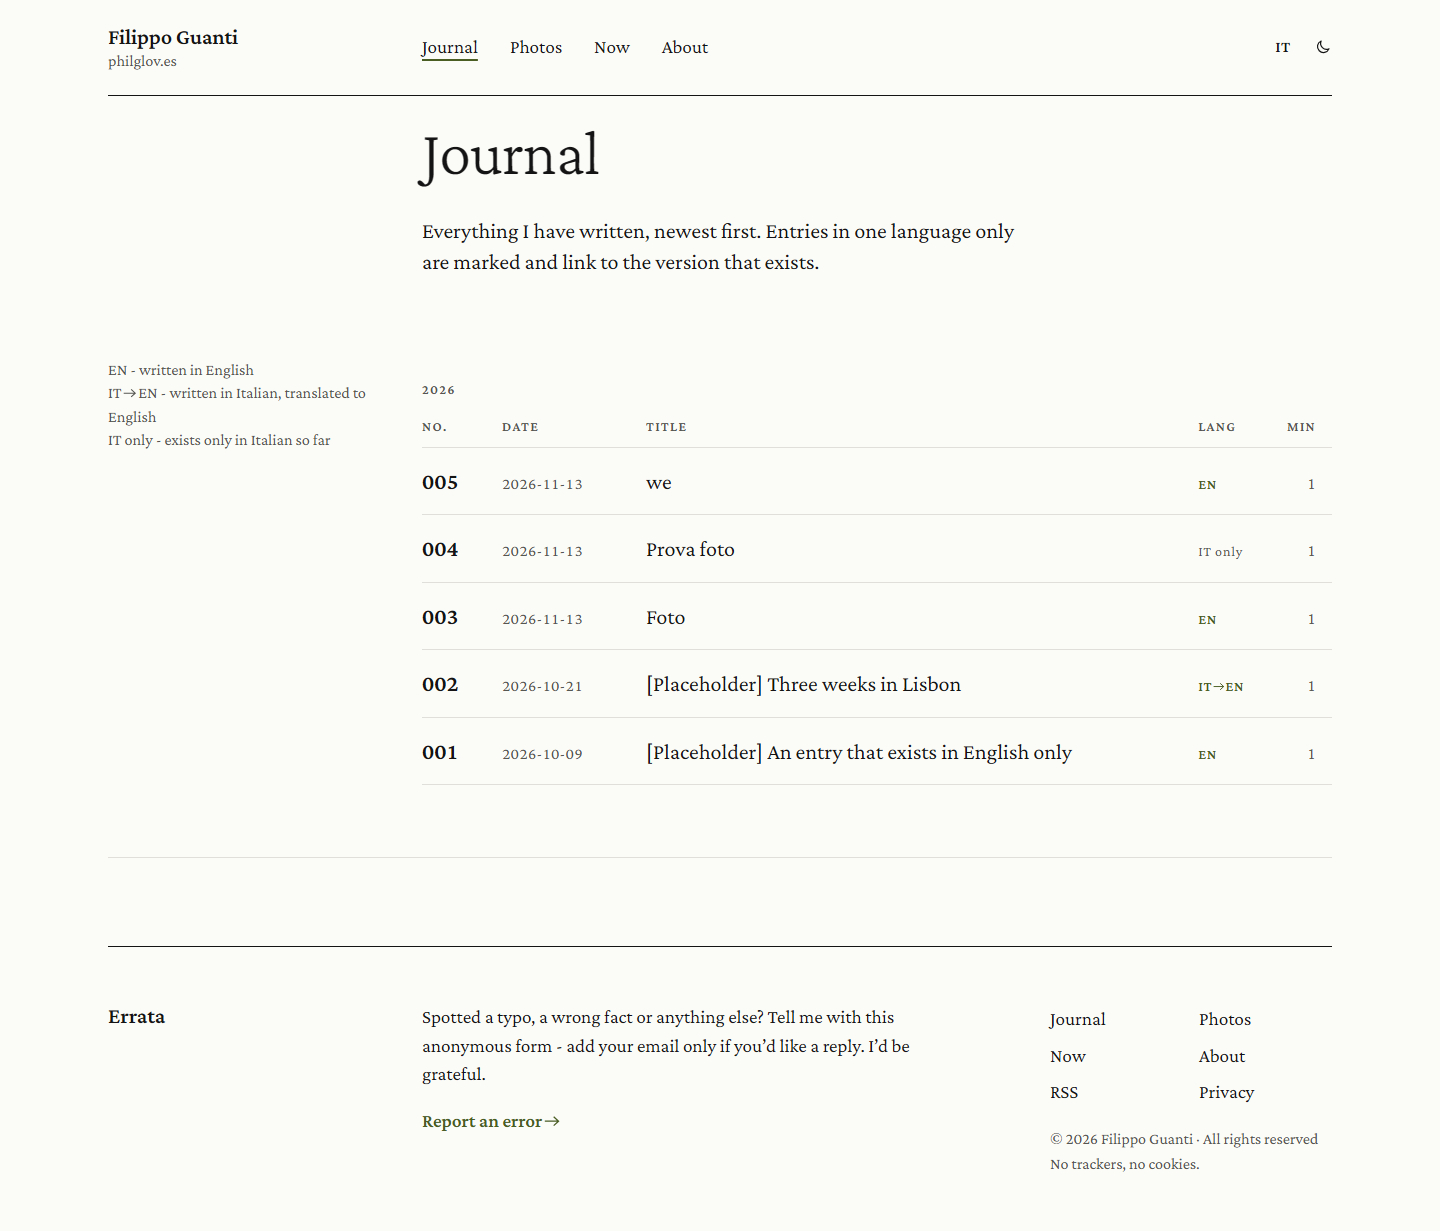 Filippo Guanti
philglov.es
Journal Photos Now About
IT
Journal
Everything I have written, newest first. Entries in one language only
are marked and link to the version that exists.
EN - written in English
IT→EN - written in Italian, translated to
English
IT only - exists only in Italian so far
2026
NO. DATE TITLE LANG MIN
005 2026-11-13 we EN 1
004 2026-11-13 Prova foto IT only 1
003 2026-11-13 Foto EN 1
002 2026-10-21 [Placeholder] Three weeks in Lisbon IT→EN 1
001 2026-10-09 [Placeholder] An entry that exists in English only EN 1
Errata
Spotted a typo, a wrong fact or anything else? Tell me with this
anonymous form - add your email only if you’d like a reply. I’d be
grateful.
Report an error→
Journal Photos
Now About
RSS Privacy
© 2026 Filippo Guanti · All rights reserved
No trackers, no cookies.